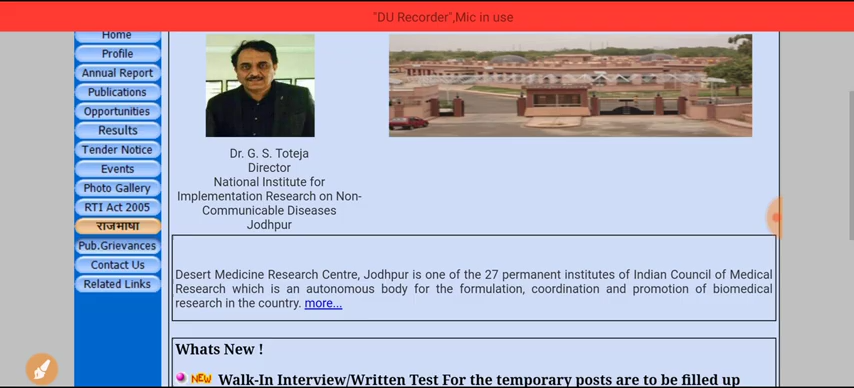 "DU Recorder",Mic in use
Home
Profile
Annual Report
Publications
Opportunities
Results
Tender Notice
Events
Photo Gallery
RTI Act 2005
राजभाषा
Pub.Grievances
Contact Us
Related Links
Dr. G. S. Toteja
Director
National Institute for
Implementation Research on Non-
Communicable Diseases
Jodhpur
Desert Medicine Research Centre, Jodhpur is one of the 27 permanent institutes of Indian Council of Medical
Research which is an autonomous body for the formulation, coordination and promotion of biomedical
research in the country. more...
Whats New !
NEW Walk-In Interview/Written Test For the temporary posts are to be filled up